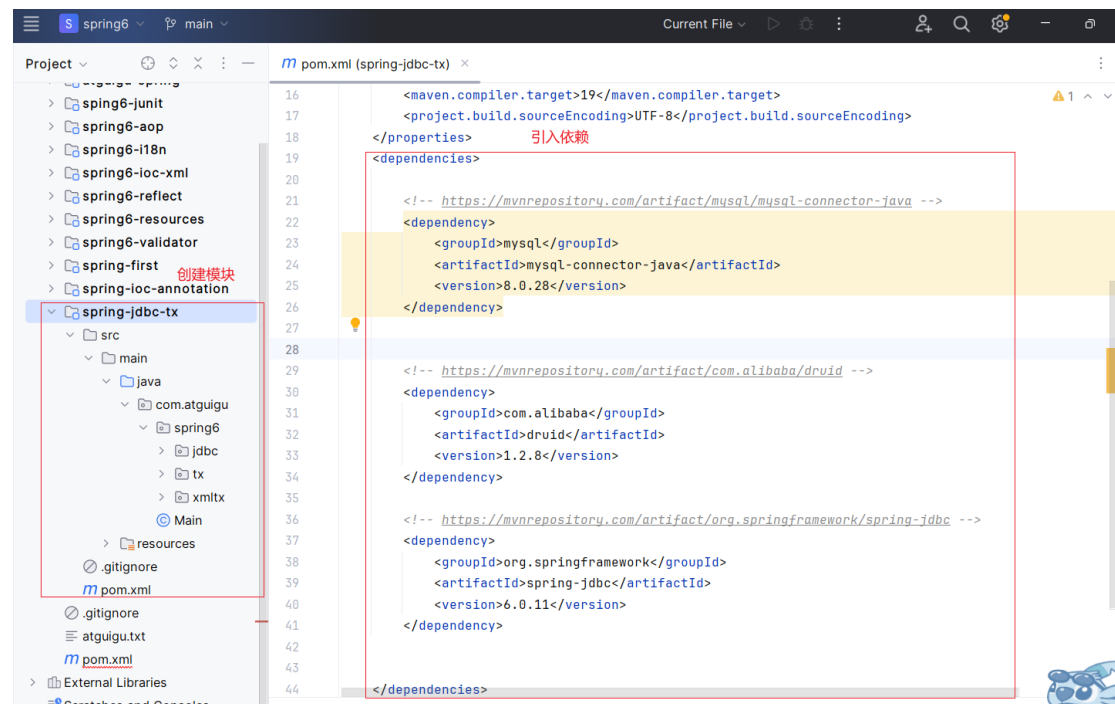 S spring6 main Current File
Project
pom.xml (spring-jdbc-tx)
sping6-junit
spring6-aop
spring6-i18n
spring6-ioc-xml
spring6-reflect
spring6-resources
spring6-validator
spring-first
创建模块
spring-ioc-annotation
spring-jdbc-tx
src
main
java
com.atguigu
spring6
jdbc
tx
xmltx
Main
resources
.gitignore
pom.xml
.gitignore
atguigu.txt
pom.xml
External Libraries
1
16 <maven.compiler.target>19</maven.compiler.target>
17 <project.build.sourceEncoding>UTF-8</project.build.sourceEncoding>
18 </properties>
引入依赖
19 <dependencies>
20
21 <!-- https://mvnrepository.com/artifact/mysql/mysql-connector-java -->
22 <dependency>
23 <groupId>mysql</groupId>
24 <artifactId>mysql-connector-java</artifactId>
25 <version>8.0.28</version>
26 </dependency>
27
28
29 <!-- https://mvnrepository.com/artifact/com.alibaba/druid -->
30 <dependency>
31 <groupId>com.alibaba</groupId>
32 <artifactId>druid</artifactId>
33 <version>1.2.8</version>
34 </dependency>
35
36 <!-- https://mvnrepository.com/artifact/org.springframework/spring-jdbc -->
37 <dependency>
38 <groupId>org.springframework</groupId>
39 <artifactId>spring-jdbc</artifactId>
40 <version>6.0.11</version>
41 </dependency>
42
43
44 </dependencies>